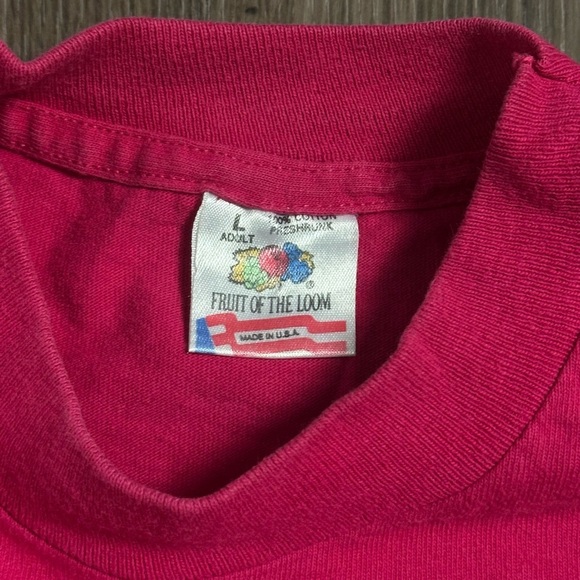 L 100% COTTON
ADULT PRESHRUNK
®
FRUIT OF THE LOOM
MADE IN U.S.A.